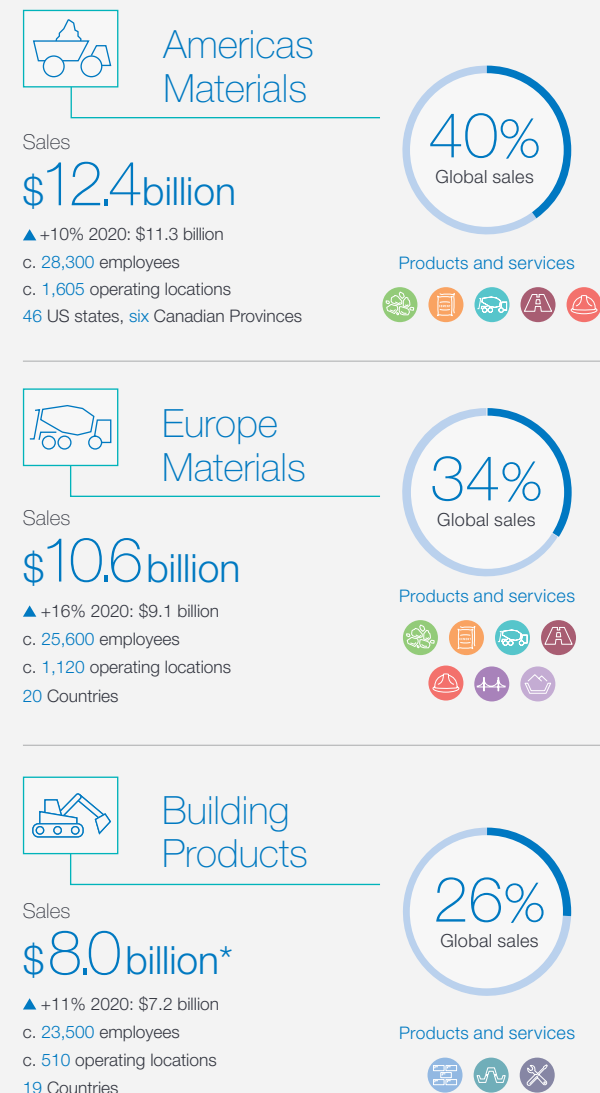 Americas
Materials
Sales
$12.4billion
▲ +10% 2020: $11.3 billion
c. 28,300 employees
c. 1,605 operating locations
46 US states, six Canadian Provinces
40%
Global sales
Products and services
Europe
Materials
Sales
$10.6 billion
▲ +16% 2020: $9.1 billion
c. 25,600 employees
c. 1,120 operating locations
20 Countries
34%
Global sales
Products and services
Building
Products
Sales
$8.0 billion*
▲ +11% 2020: $7.2 billion
c. 23,500 employees
c. 510 operating locations
19 Countries
26%
Global sales
Products and services